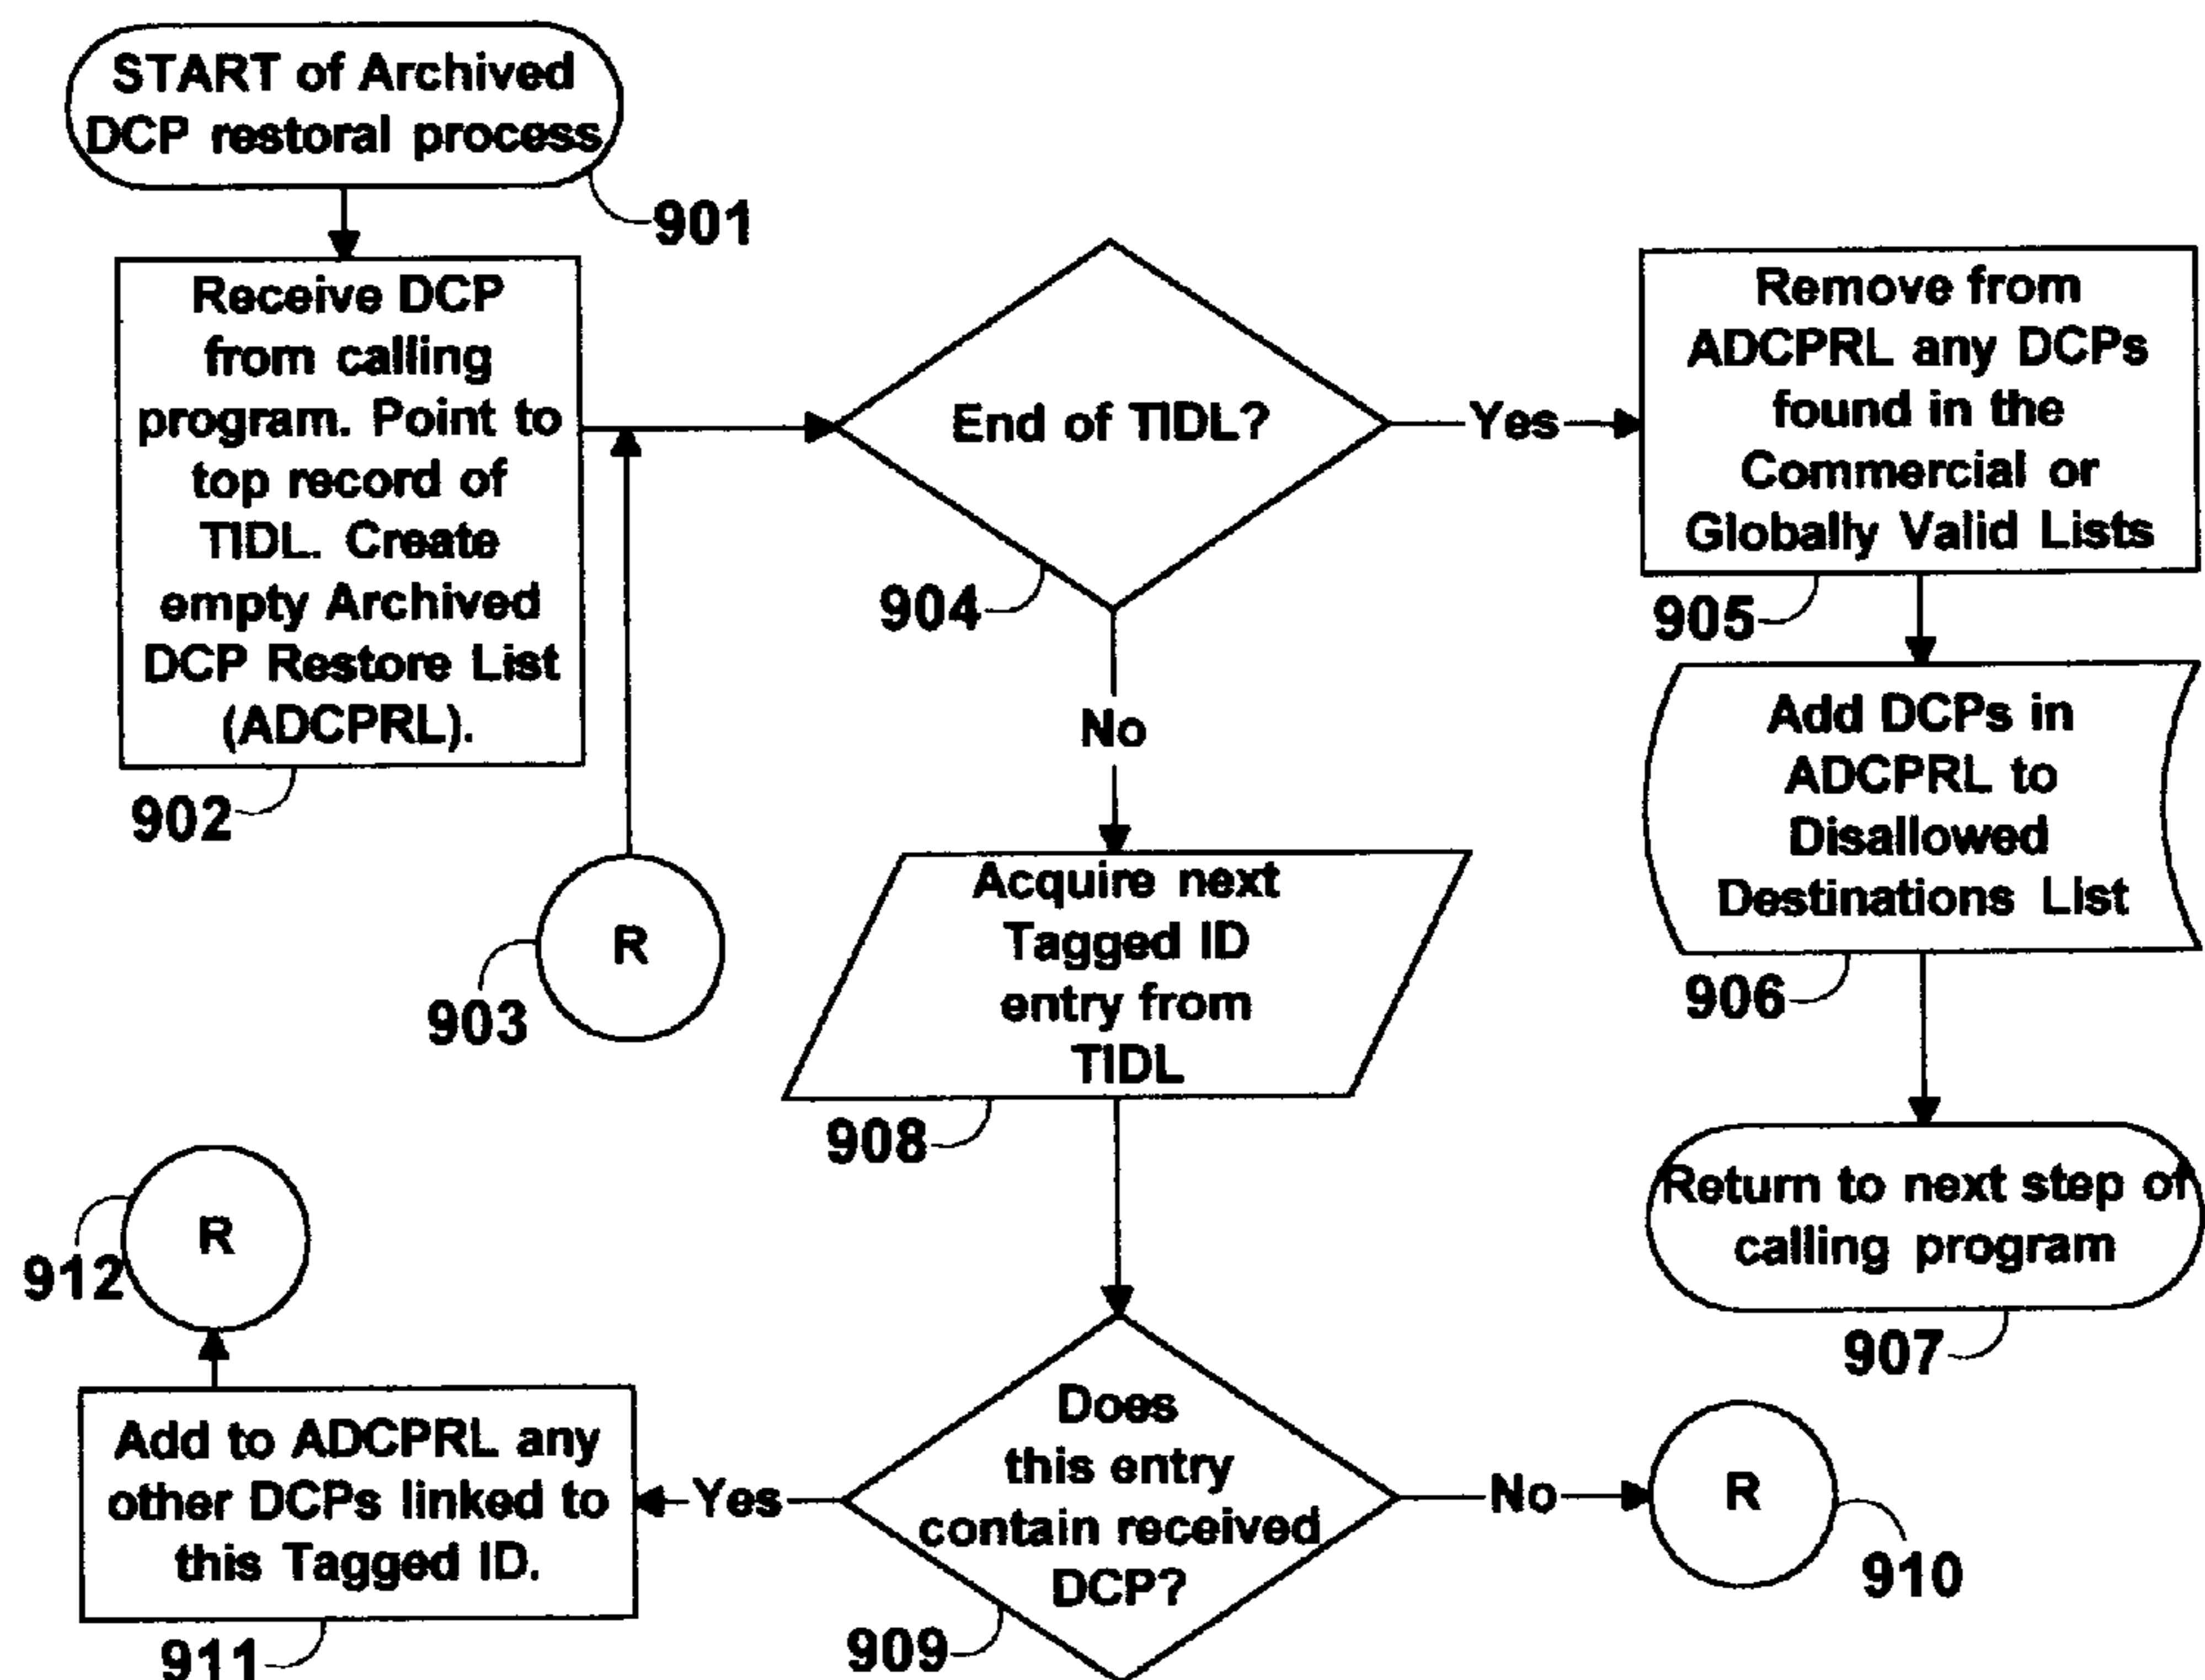 START of Archived
DCP restoral process
901
Receive DCP
from calling
program. Point to
top record of
TIDL. Create
empty Archived
DCP Restore List
(ADCPRL).
902
R
903
End of TIDL?
904
Yes
No
Remove from
ADCPRL any DCPs
found in the
Commercial or
Globally Valid Lists
905
Add DCPs in
ADCPRL to
Disallowed
Destinations List
906
Return to next step of
calling program
907
Acquire next
Tagged ID
entry from
TIDL
908
Does
this entry
contain received
DCP?
909
No
R
910
Yes
Add to ADCPRL any
other DCPs linked to
this Tagged ID.
911
R
912